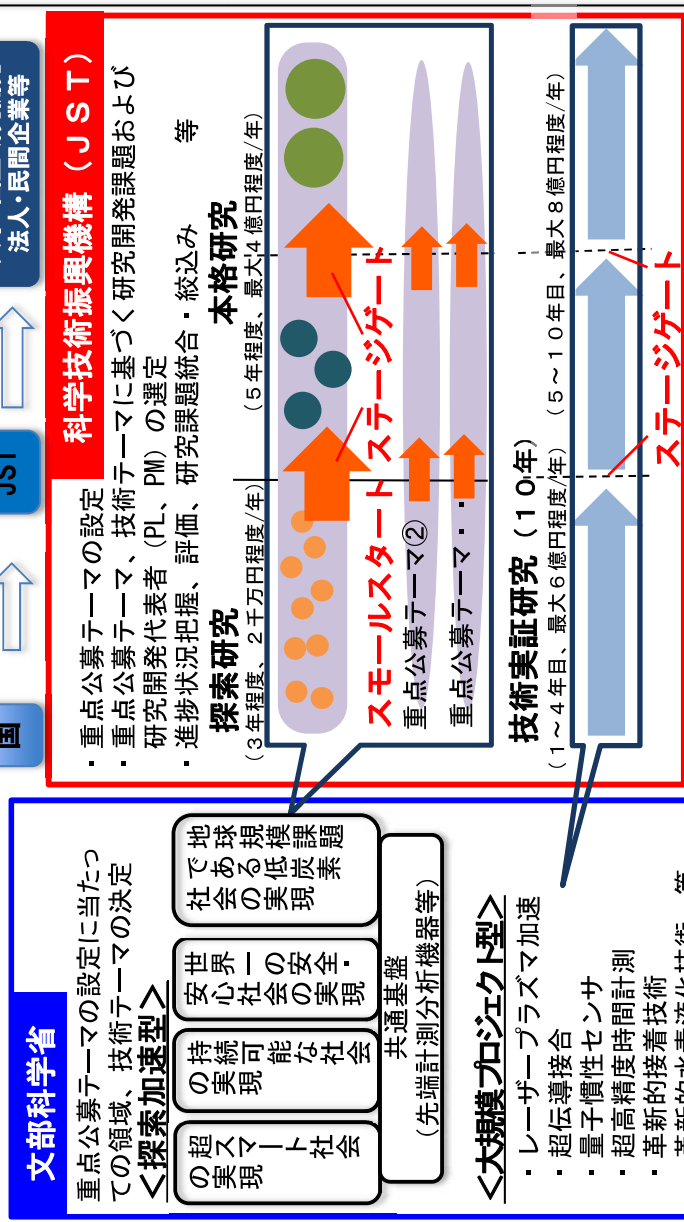 国
JST
法人・民間企業等
文部科学省
重点公募テーマの設定に当たっ
ての領域、技術テーマの決定
<探索加速型>
超スマート社会
の実現
持続可能な社会
の実現
世界一の安全・
安心社会の実現
地球規模課題
である低炭素
社会の実現
共通基盤
(先端計測分析機器等)
<大規模プロジェクト型>
・レーザープラズマ加速
・超伝導接合
・量子慣性センサ
・超高精度時間計測
・革新的接着技術
・革新的水素液化技術 等
科学技術振興機構(JST)
・重点公募テーマの設定
・重点公募テーマ、技術テーマに基づく研究開発課題および
研究開発代表者(PL、PM)の選定
・進捗状況把握、評価、研究課題統合・絞込み 等
探索研究
(3年程度、2千万円程度/年)
本格研究
(5年程度、最大4億円程度/年)
スモールスタート
ステージゲート
重点公募テーマ②
重点公募テーマ・・
技術実証研究(10年)
(1~4年目、最大6億円程度/年)
(5~10年目、最大8億円程度/年)
ステージゲート